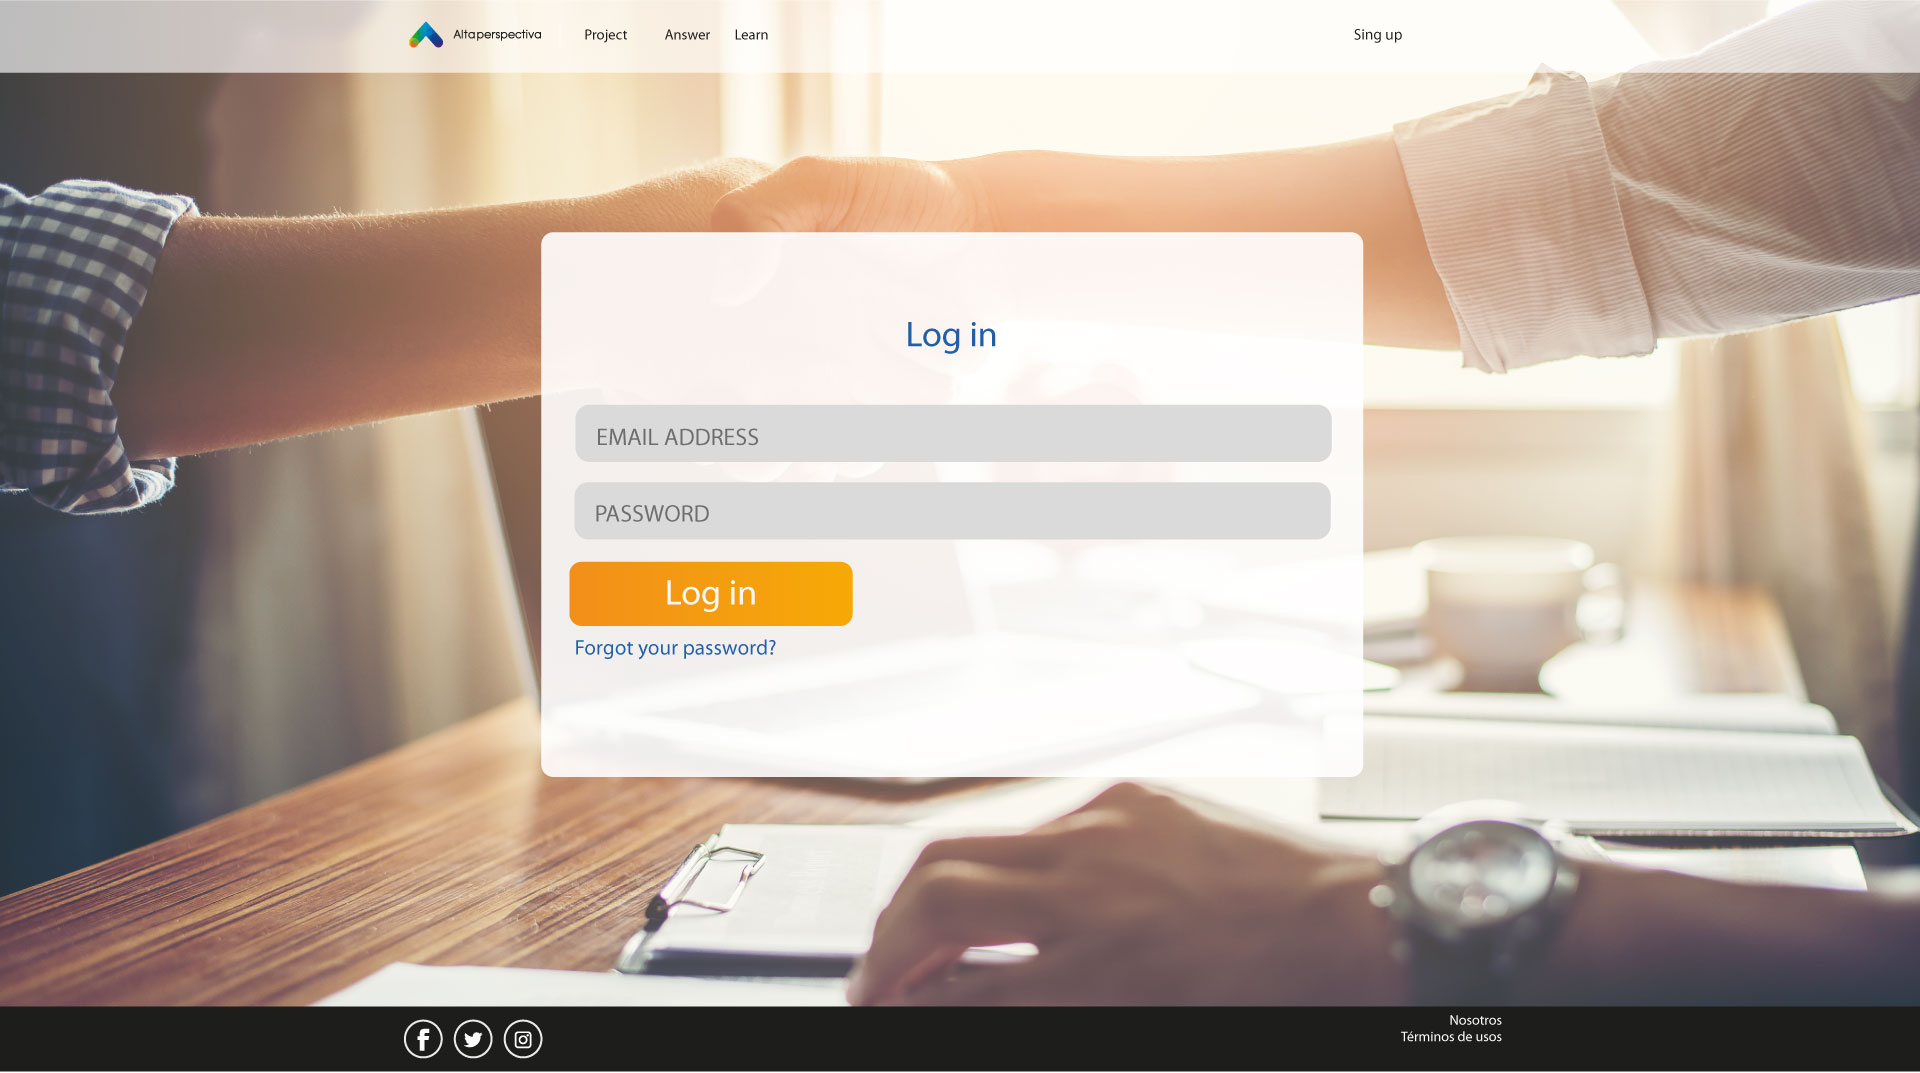 Altaperspectiva
Project
Answer
Learn
Sing up
Log in
EMAIL ADDRESS
PASSWORD
Log in
Forgot your password?
Nosotros
Términos de usos